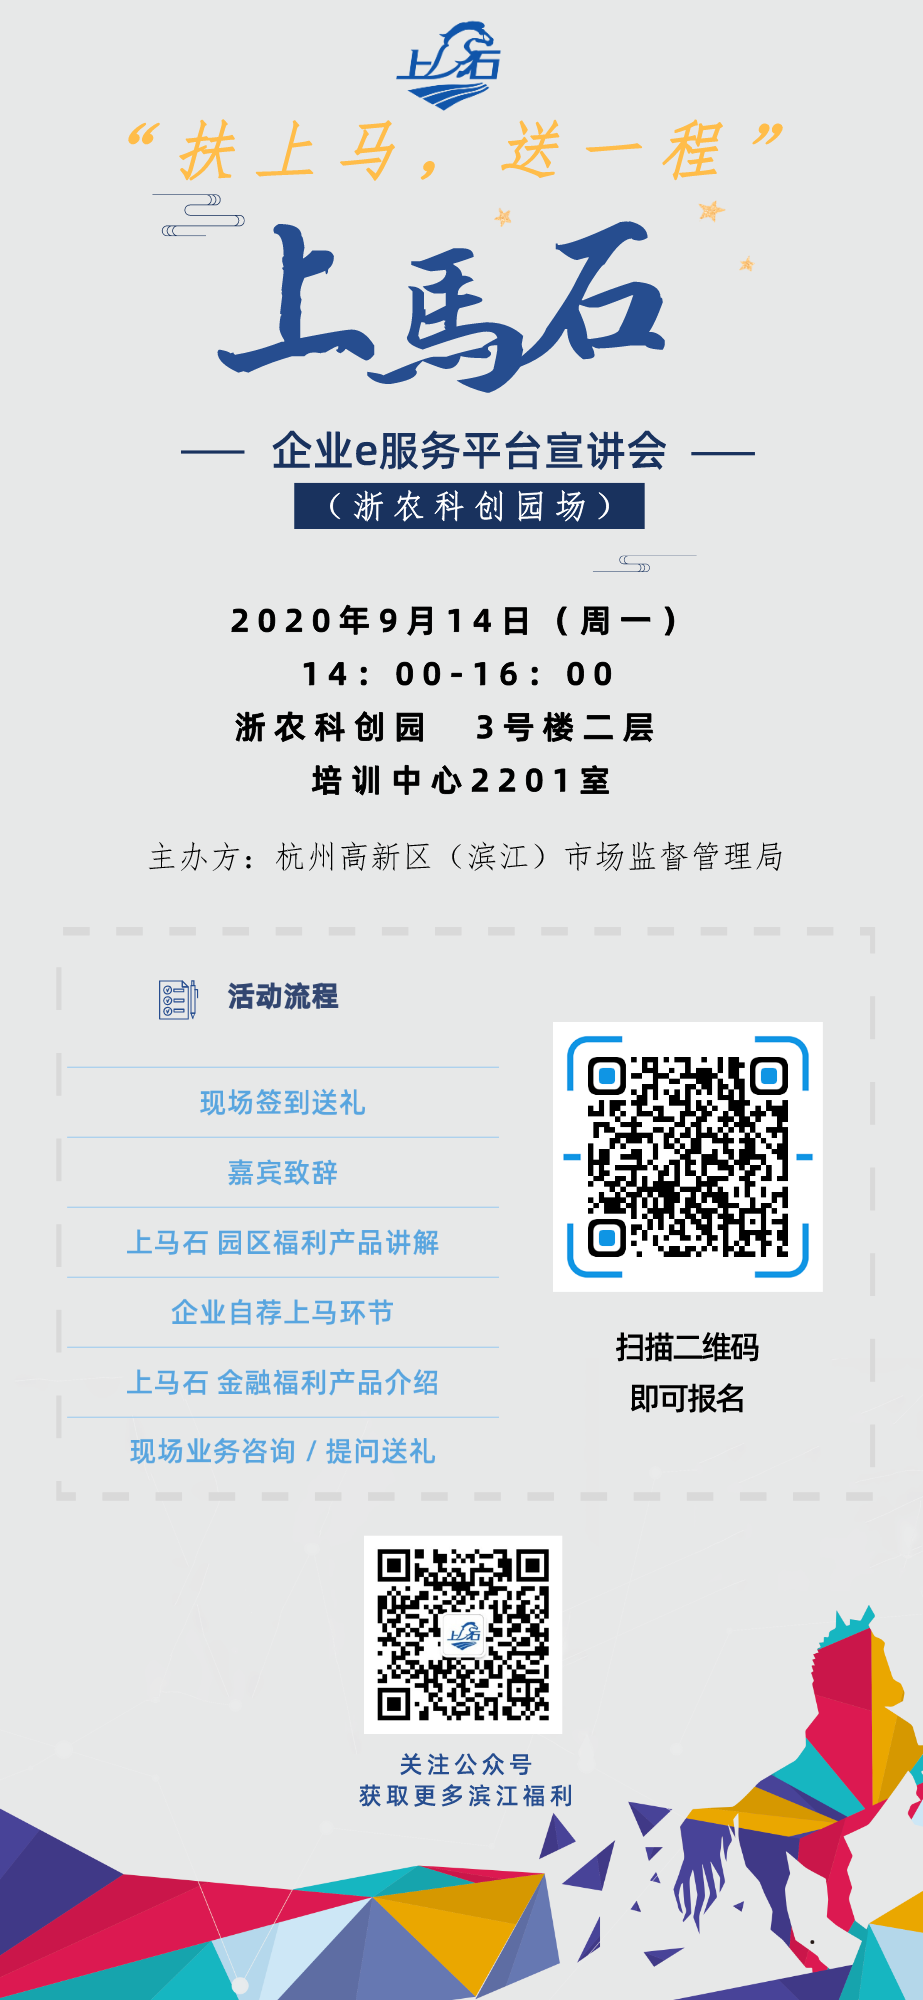 上石
“扶上马，送一程”
上馬石
企业e服务平台宣讲会
（浙农科创园场）
2020年9月14日（周一）
14：00-16：00
浙农科创园 3号楼二层
培训中心2201室
主办方：杭州高新区（滨江）市场监督管理局
活动流程
现场签到送礼
嘉宾致辞
上马石 园区福利产品讲解
企业自荐上马环节
上马石 金融福利产品介绍
现场业务咨询 / 提问送礼
扫描二维码
即可报名
上石
关注公众号
获取更多滨江福利